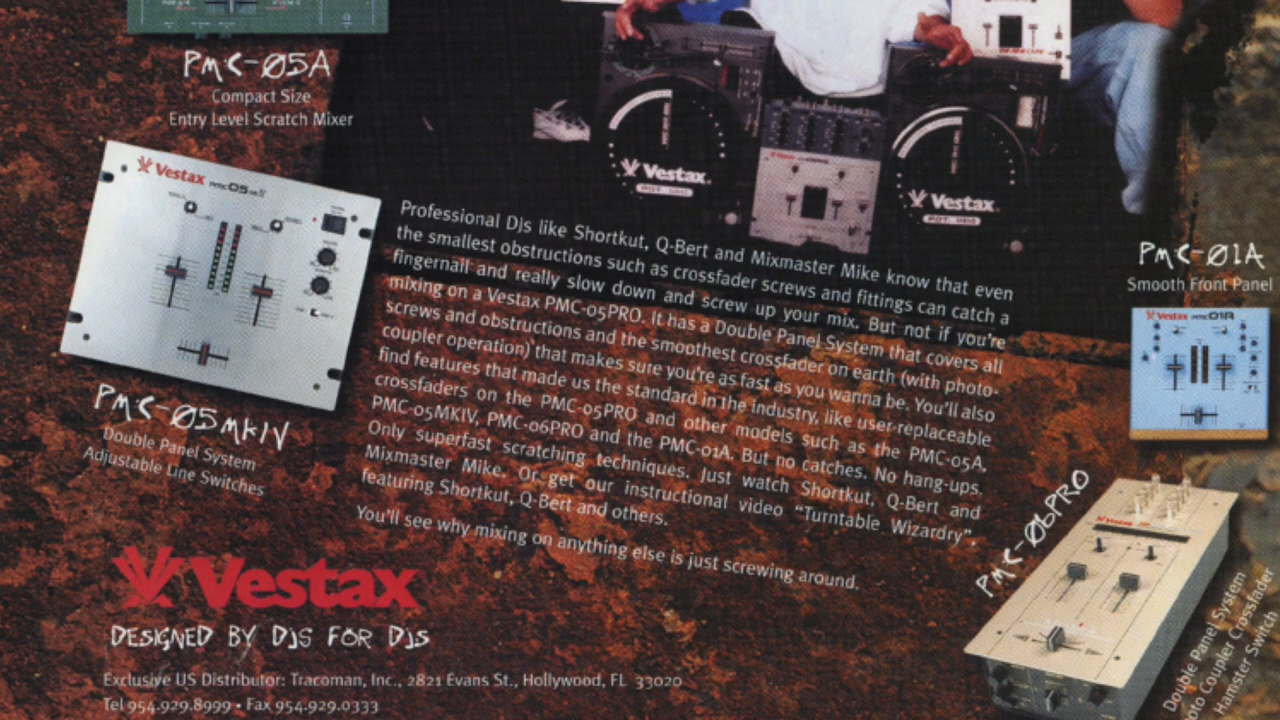 PMC-05A
Compact Size
Entry Level Scratch Mixer
Vestax PMC05MKIV
Vestax
PDT-5000
Vestax
Vestax
PMC-05MKIV
Double Panel System
Adjustable Line Switches
Professional DJs like Shortkut, Q-Bert and Mixmaster Mike know that even
the smallest obstructions such as crossfader screws and fittings can catch a
fingernail and really slow down and screw up your mix. But not if you're
mixing on a Vestax PMC-05PRO. It has a Double Panel System that covers all
screws and obstructions and the smoothest crossfader on earth (with photo-
coupler operation) that makes sure you're as fast as you wanna be. You'll also
find features that made us the standard in the industry, like user-replaceable
crossfaders on the PMC-05PRO and other models such as the PMC-05A,
PMC-05MKIV, PMC-06PRO and the PMC-01A. But no catches. No hang-ups.
Only superfast scratching techniques. Just watch Shortkut, Q-Bert and
Mixmaster Mike. Or get our instructional video "Turntable Wizardry"
featuring Shortkut, Q-Bert and others.
You'll see why mixing on anything else is just screwing around.
PMC-01A
Smooth Front Panel
Vestax PMC01A
PMC-06PRO
Vestax
Double Panel System
Photo Coupler Crossfader
Hamster Switch
Vestax
DESIGNED BY DJS FOR DJS
Exclusive US Distributor: Tracoman, Inc., 2821 Evans St., Hollywood, FL 33020
Tel 954.929.8999 • Fax 954.929.0333